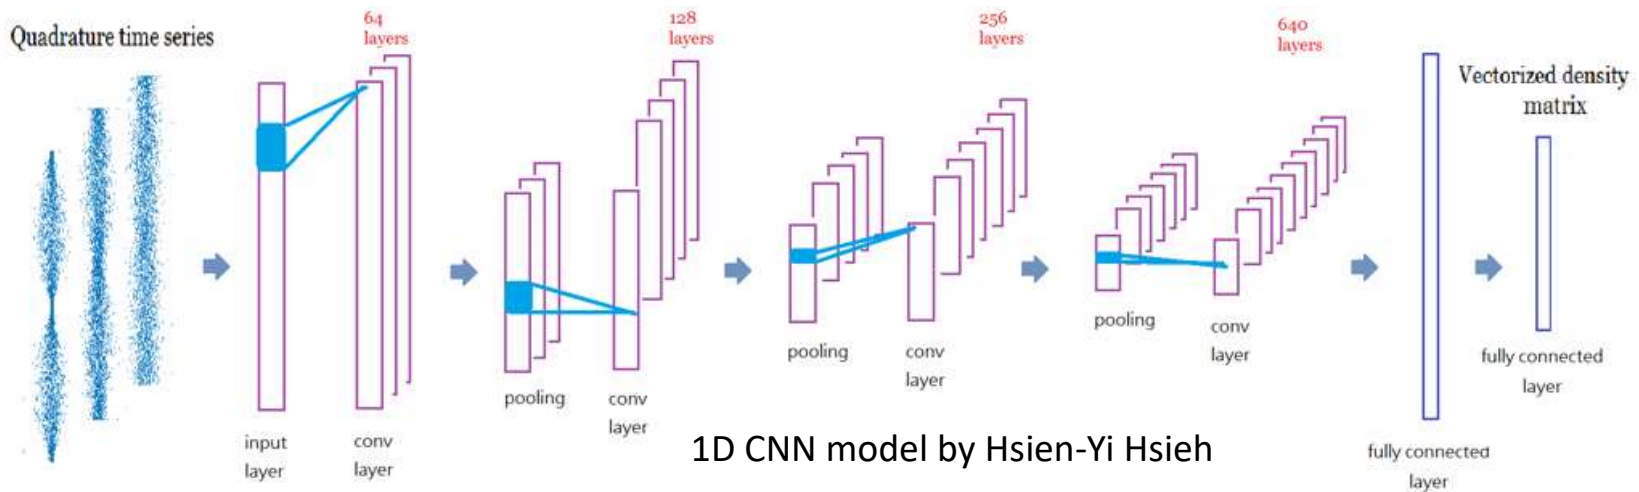 Quadrature time series
64
layers
128
layers
256
layers
640
layers
Vectorized density
matrix
input
layer
conv
layer
pooling
conv
layer
pooling
conv
layer
pooling
conv
layer
fully connected
layer
fully connected
layer
1D CNN model by Hsien-Yi Hsieh